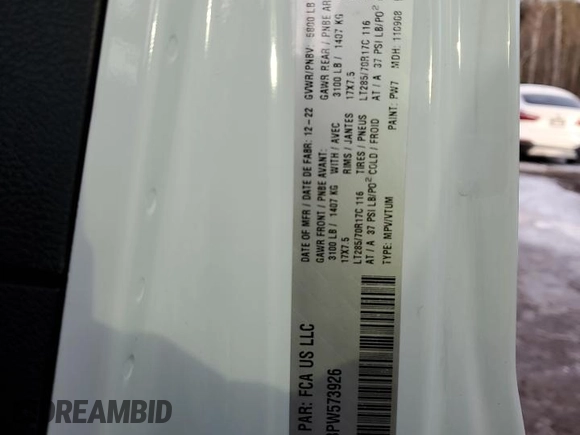 PAR: FCA US LLC
PW573926
DATE OF MFR / DATE DE FABR: 12-22
GVWR/PNBV
5800 LB
GAWR FRONT / PNBE AVANT:
3100 LB / 1407 KG
WITH / AVEC
17X7.5
RIMS / JANTES
LT285/70R17C 116
TIRES / PNEUS
AT / A 37 PSI LB/PO² COLD / FROID
TYPE: MPV/VTUM
GAWR REAR / PNBE AR
3100 LB / 1407 KG
17X7.5
LT285/70R17C 116
AT / A 37 PSI LB/PO²
PAINT: PW7
MDH:
DREAMBID